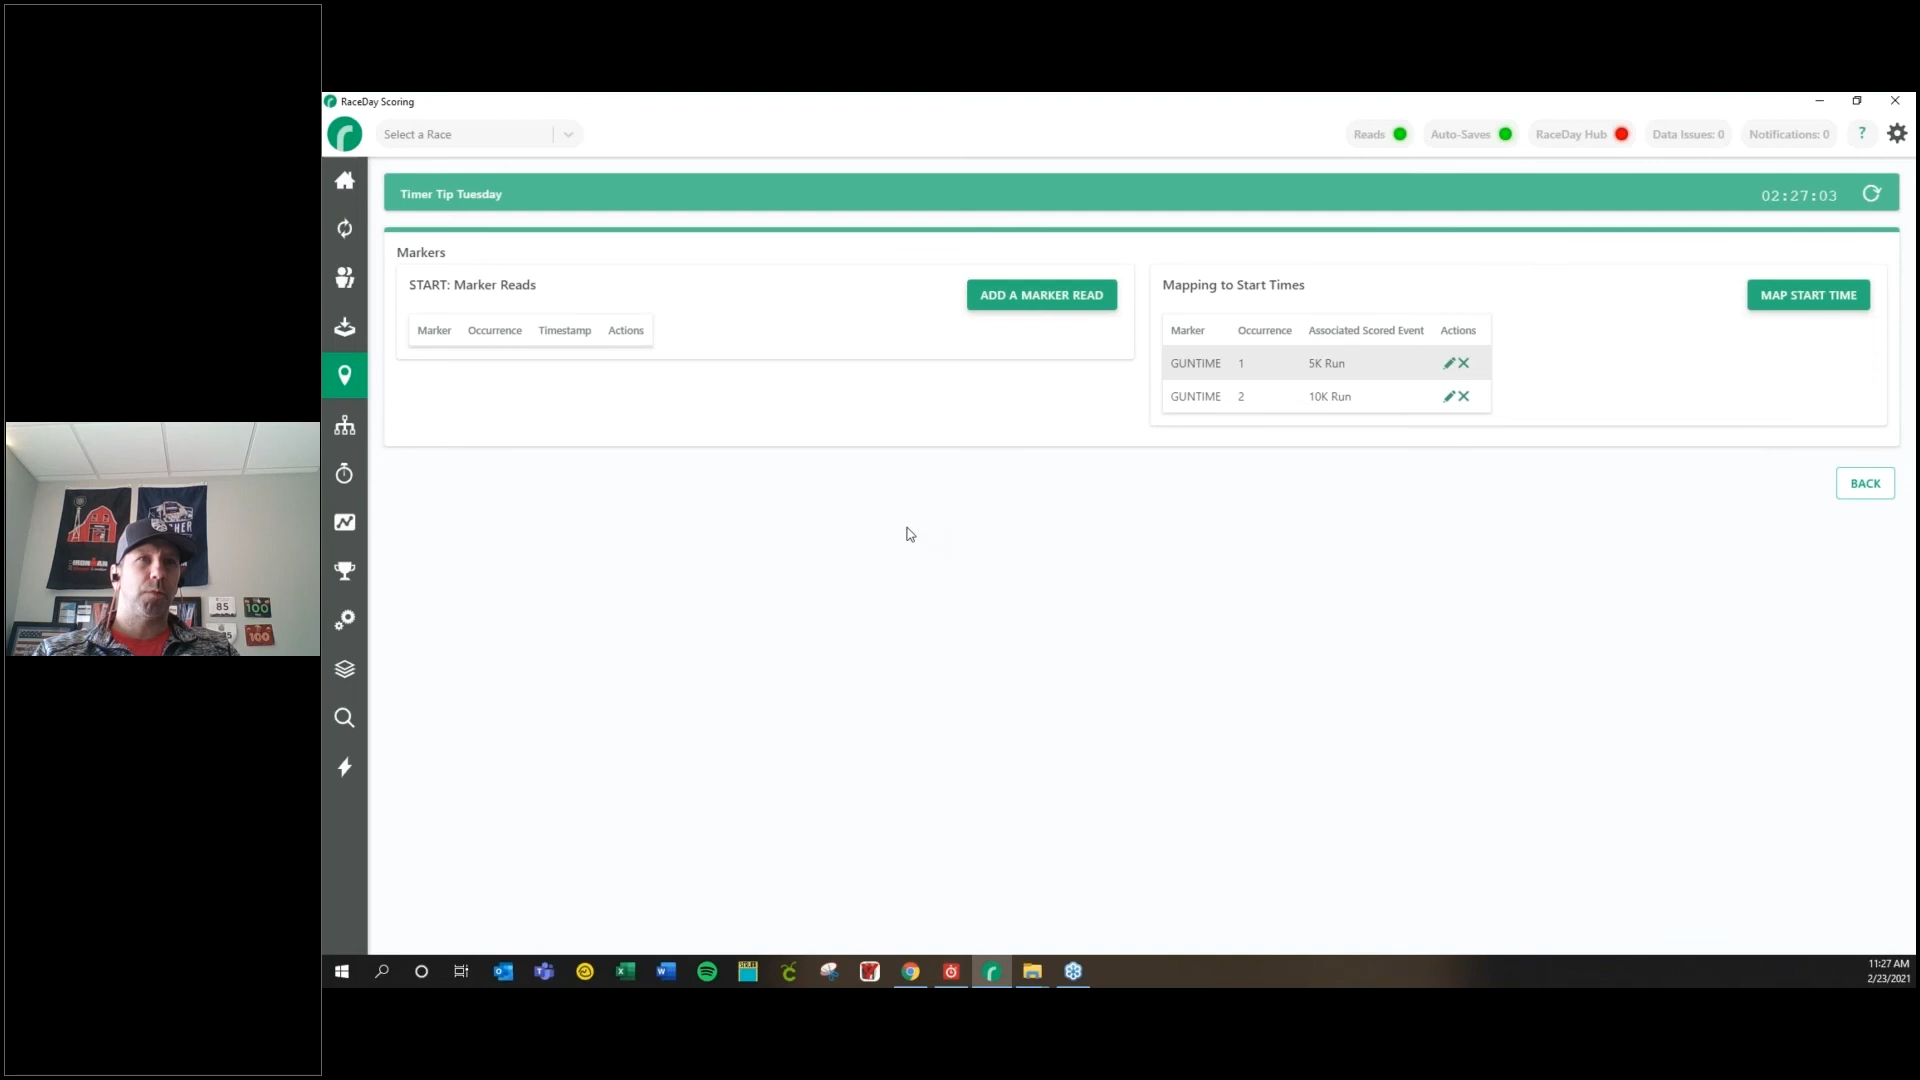 RaceDay Scoring
Select a Race
Reads
Auto-Saves
RaceDay Hub
Data Issues: 0
Notifications: 0
?
Timer Tip Tuesday
02:27:03
Markers
START: Marker Reads
ADD A MARKER READ
Marker Occurrence Timestamp Actions
Mapping to Start Times
MAP START TIME
Marker Occurrence Associated Scored Event Actions
GUNTIME 1 5K Run
GUNTIME 2 10K Run
BACK
85
100
100
11:27 AM
2/23/2021